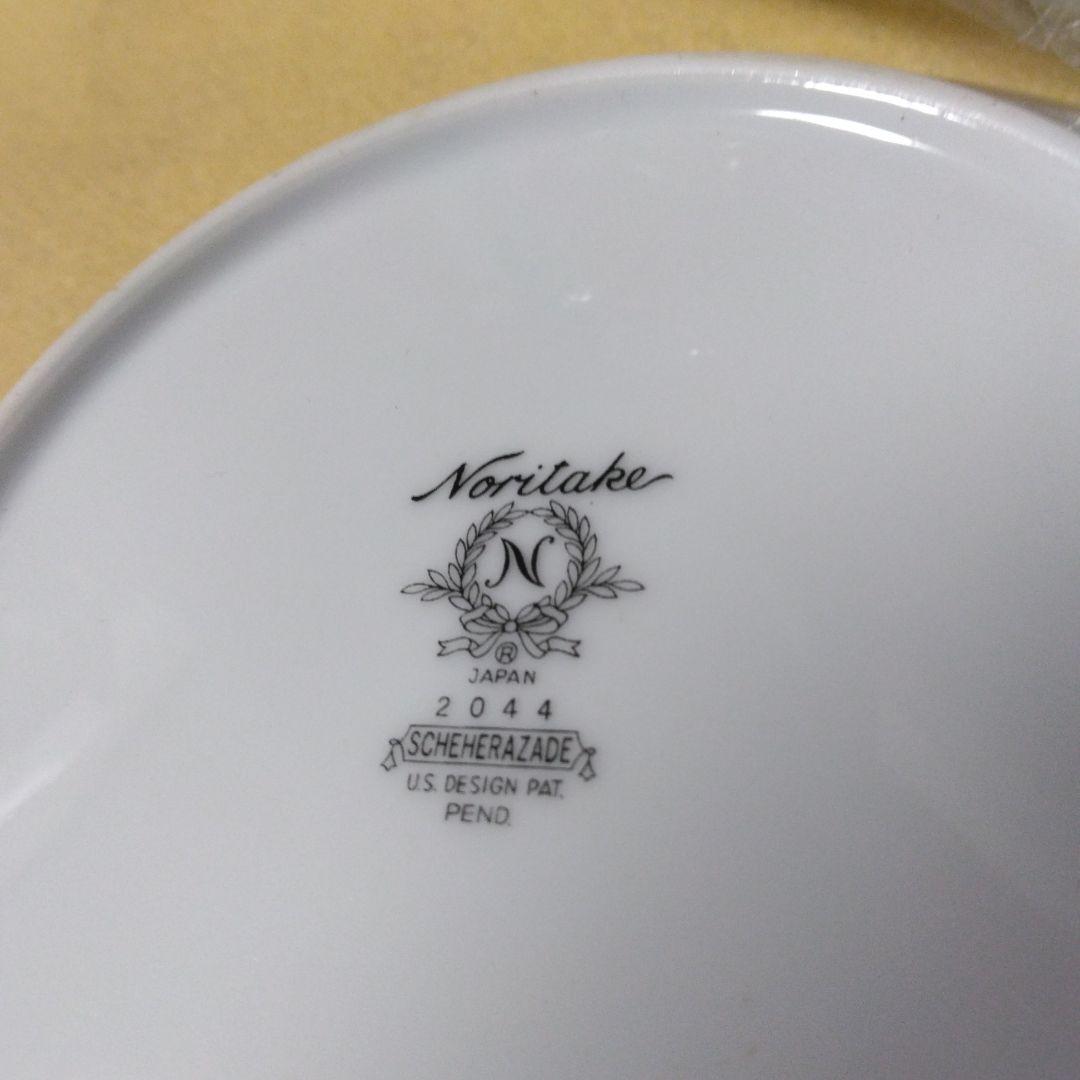 Noritake
N
®
JAPAN
2044
SCHEHERAZADE
U.S. DESIGN PAT.
PEND.